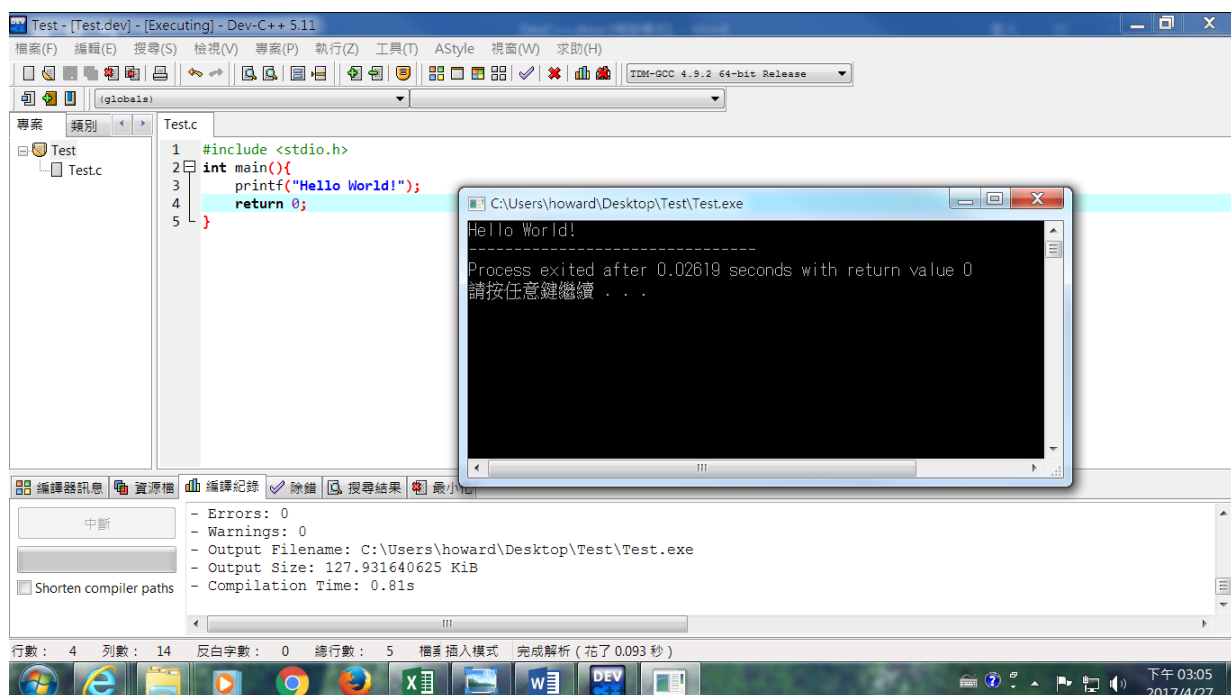 Test - [Test.dev] - [Executing] - Dev-C++ 5.11
檔案(F) 編輯(E) 搜尋(S) 檢視(V) 專案(P) 執行(Z) 工具(T) AStyle 視窗(W) 求助(H)
TDM-GCC 4.9.2 64-bit Release
(globals)
專案 類別 Test.c
Test
Test.c
1 #include <stdio.h>
2 int main(){
3 printf("Hello World!");
4 return 0;
5 }
C:\Users\howard\Desktop\Test\Test.exe
Hello World!
--------------------------------
Process exited after 0.02619 seconds with return value 0
請按任意鍵繼續 . . .
編譯器訊息 資源檔 編譯紀錄 除錯 搜尋結果 最小化
中斷
Shorten compiler paths
- Errors: 0
- Warnings: 0
- Output Filename: C:\Users\howard\Desktop\Test\Test.exe
- Output Size: 127.931640625 KiB
- Compilation Time: 0.81s
行數: 4 列數: 14 反白字數: 0 總行數: 5 插入模式 完成解析 (花了 0.093 秒)
DEV
下午 03:05
2017/4/27